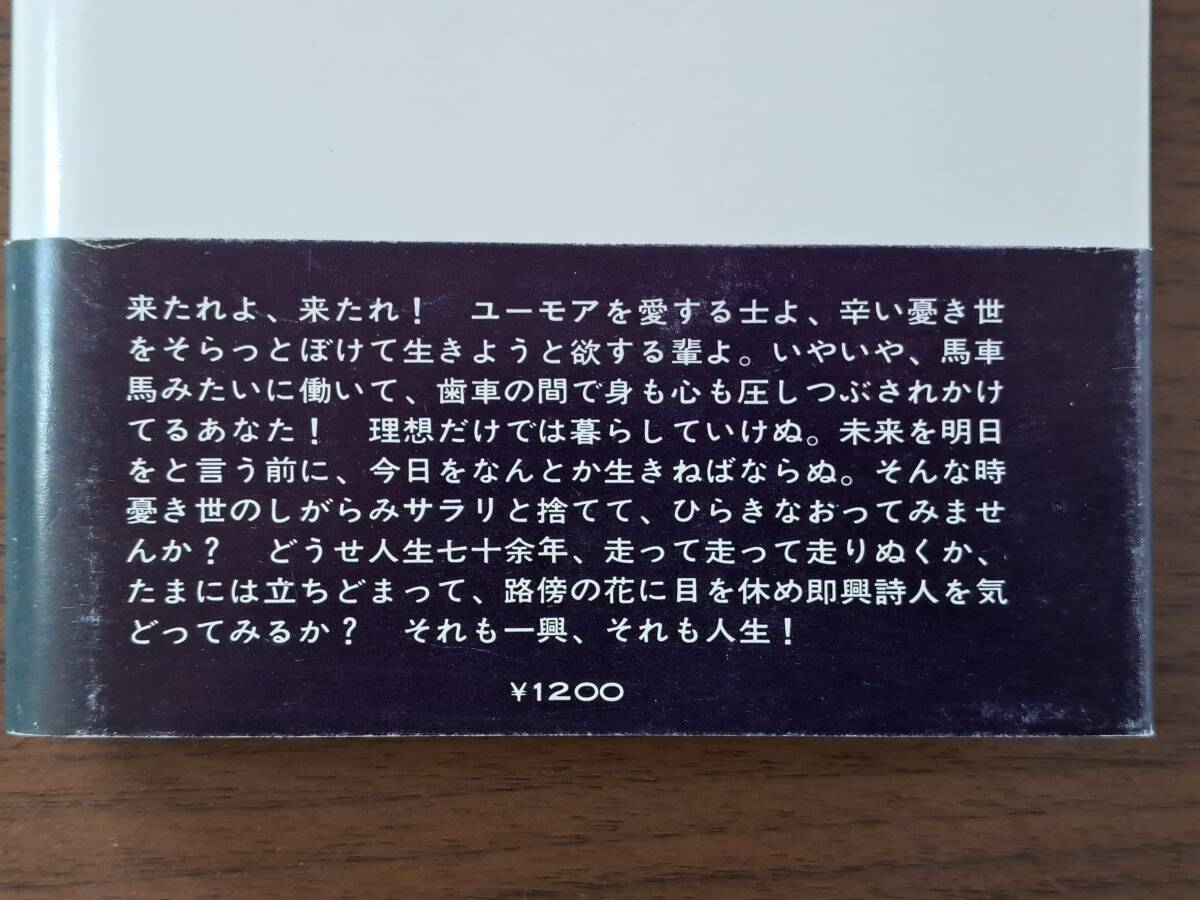 来たれよ、来たれ！　ユーモアを愛する士よ、辛い憂き世
をそらっとぼけて生きようと欲する輩よ。いやいや、馬車
馬みたいに働いて、歯車の間で身も心も圧しつぶされかけ
てるあなた！　理想だけでは暮らしていけぬ。未来を明日
をと言う前に、今日をなんとか生きねばならぬ。そんな時
憂き世のしがらみサラリと捨てて、ひらきなおってみませ
んか？　どうせ人生七十余年、走って走って走りぬくか、
たまには立ちどまって、路傍の花に目を休め即興詩人を気
どってみるか？　それも一興、それも人生！
¥1200